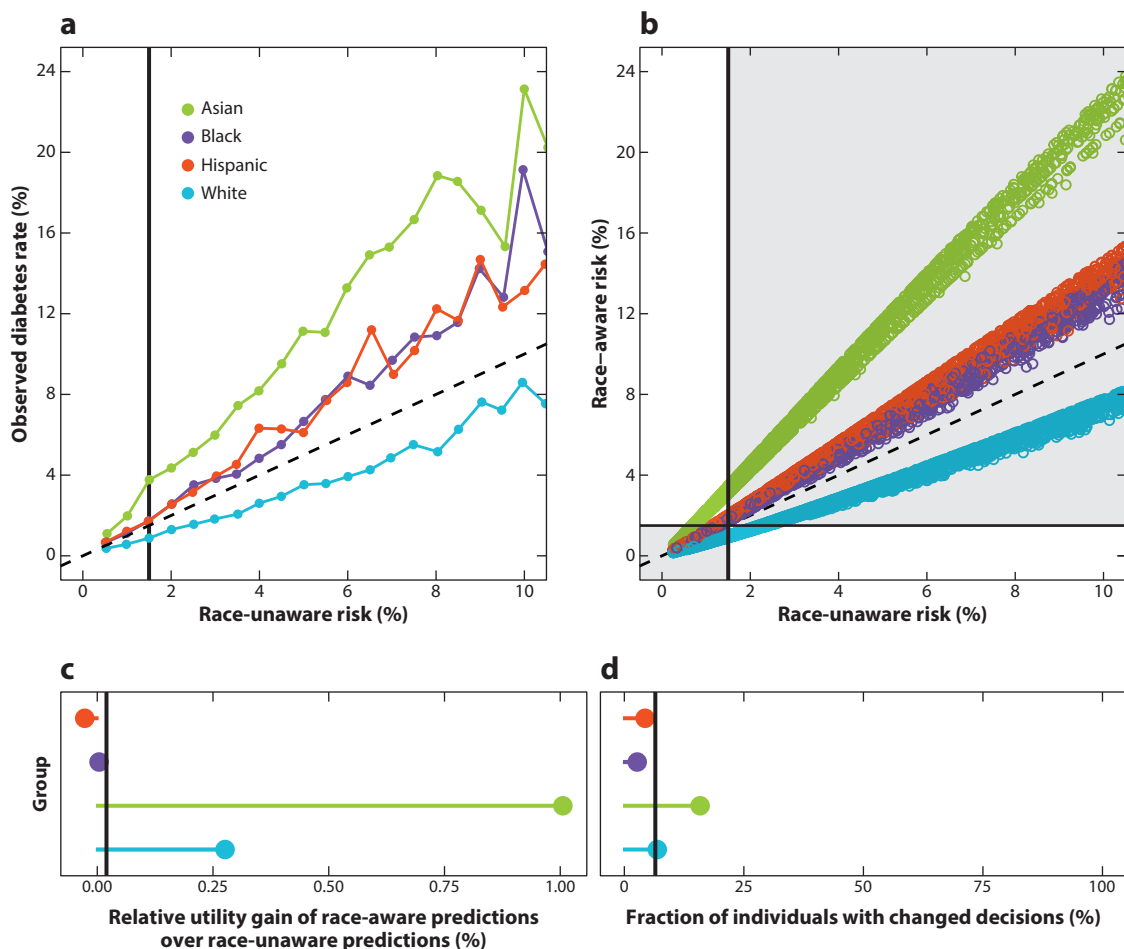 a
b
24
20
16
12
8
4
0
Observed diabetes rate (%)
Asian
Black
Hispanic
White
0
2
4
6
8
10
Race-unaware risk (%)
24
20
16
12
8
4
0
Race–aware risk (%)
0
2
4
6
8
10
Race-unaware risk (%)
c
d
Group
0.00
0.25
0.50
0.75
1.00
Relative utility gain of race-aware predictions
over race-unaware predictions (%)
0
25
50
75
100
Fraction of individuals with changed decisions (%)